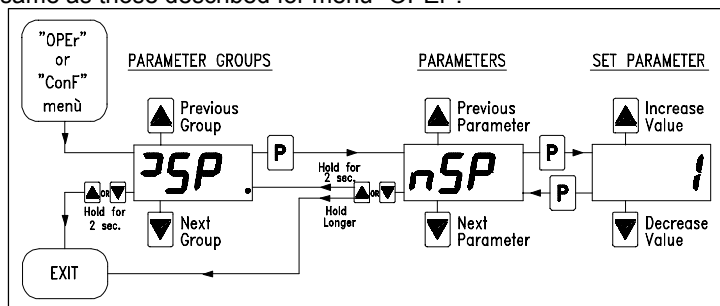 same as those described for menu "OPEr".
"OPEr"
or
"ConF"
menù
PARAMETER GROUPS
PARAMETERS
SET PARAMETER
Previous
Group
Previous
Parameter
Increase
Value
P
P
P
SP.
nSP
1
Hold for
2 sec.
OR
Hold
Longer
OR
Hold for
2 sec.
Next
Group
Next
Parameter
Decrease
Value
EXIT